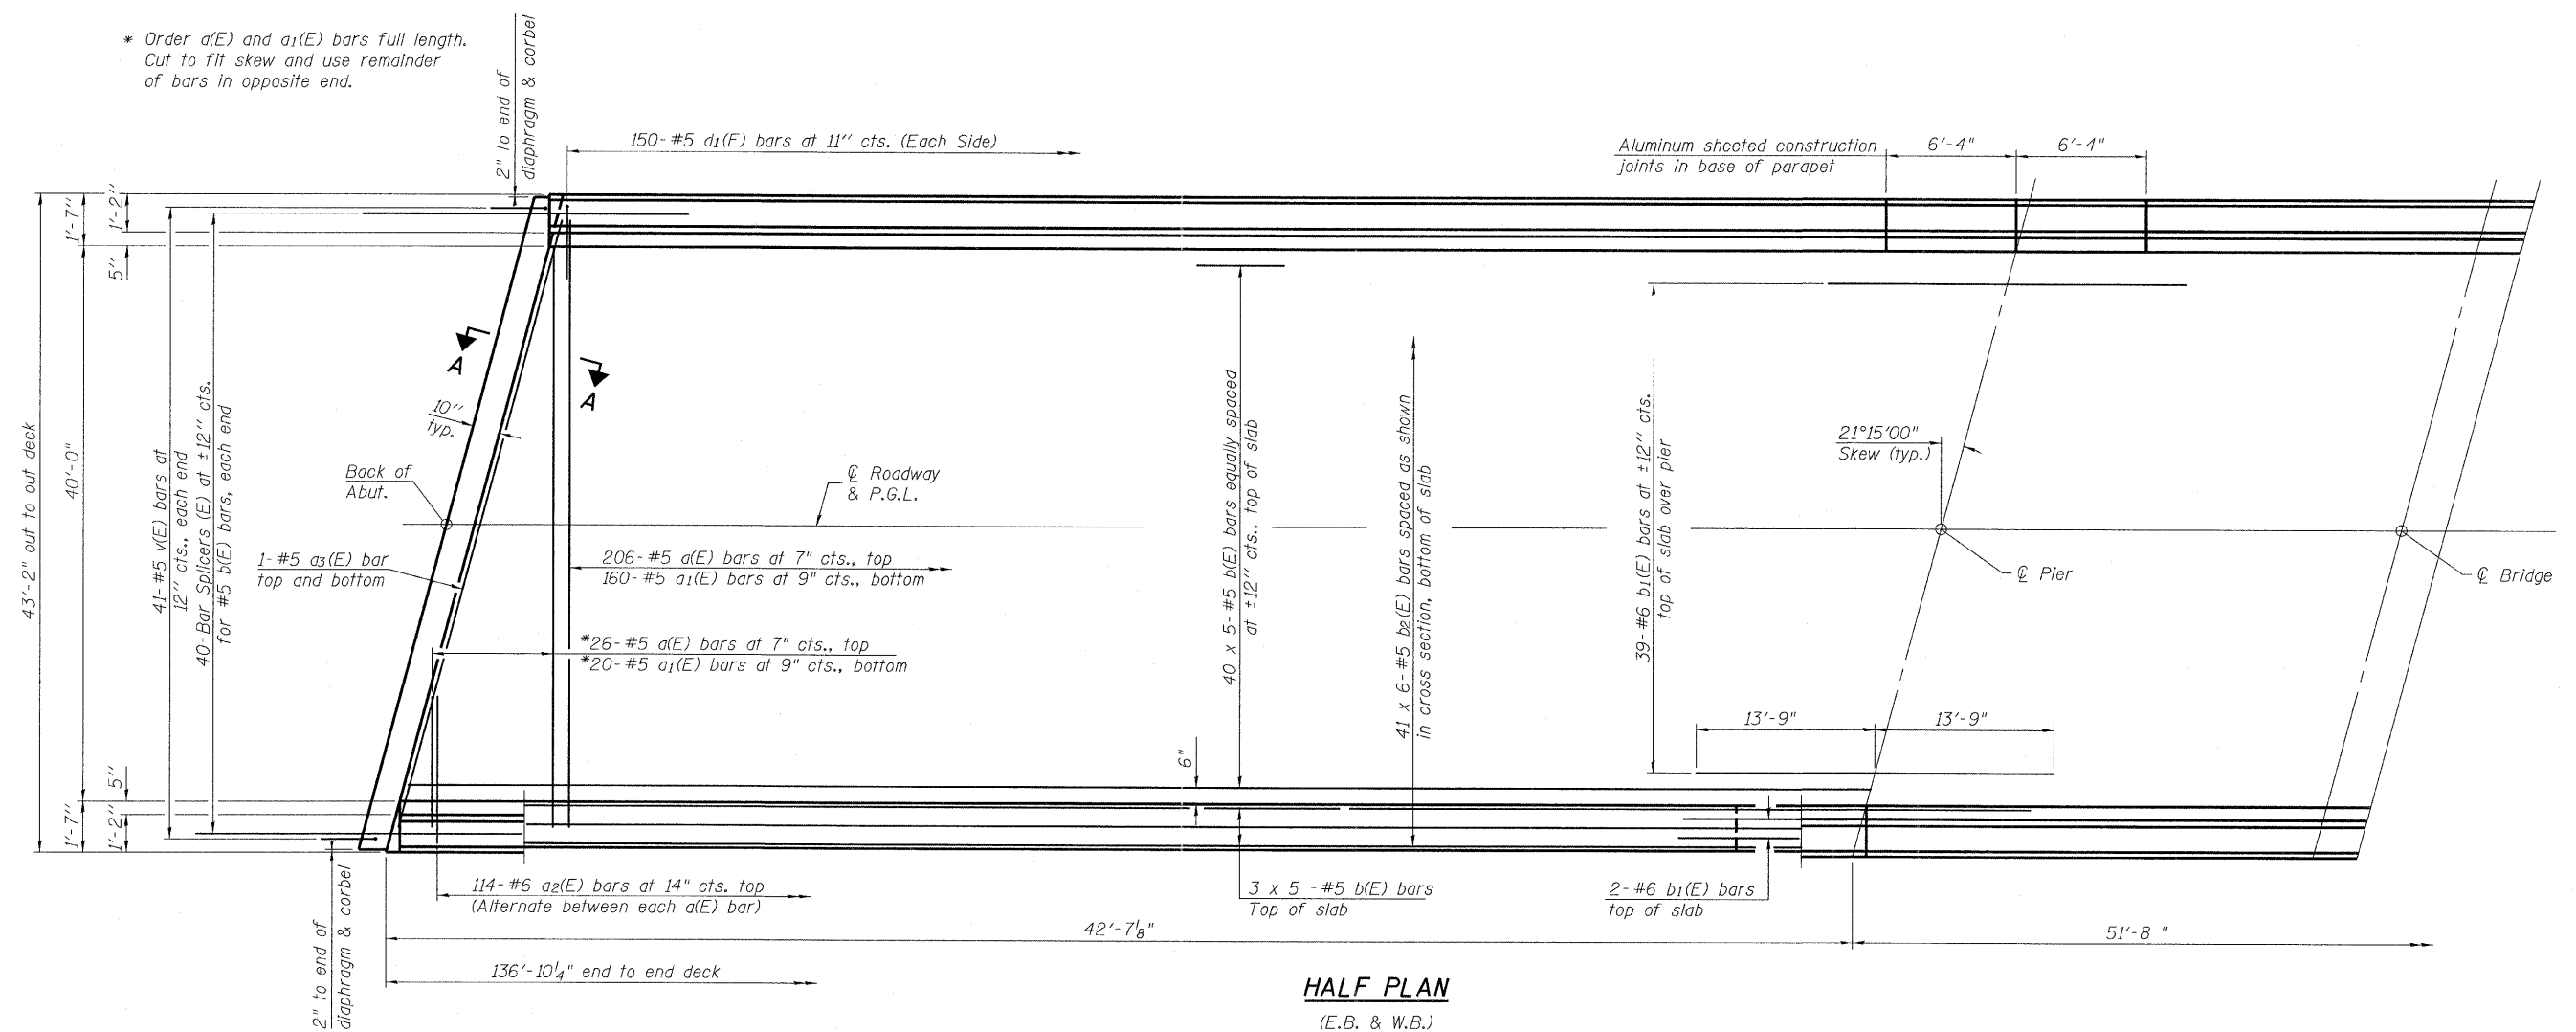 * Order a(E) and a1(E) bars full length.
Cut to fit skew and use remainder
of bars in opposite end.
2" to end of
diaphragm & corbel
150-#5 d1(E) bars at 11" cts. (Each Side)
Aluminum sheeted construction
joints in base of parapet
6'-4"
6'-4"
43'-2" out to out deck
1'-7"
1'-2"
5"
40'-0"
41-#5 v(E) bars at
12" cts., each end
40-Bar Splicers (E) at ±12" cts.
for #5 b(E) bars, each end
A
A
10"
typ.
Back of
Abut.
℄ Roadway
& P.G.L.
1-#5 a3(E) bar
top and bottom
206-#5 a(E) bars at 7" cts., top
160-#5 a1(E) bars at 9" cts., bottom
*26-#5 a(E) bars at 7" cts., top
*20-#5 a1(E) bars at 9" cts., bottom
40 x 5-#5 b(E) bars equally spaced
at ±12" cts., top of slab
41 x 6-#5 b2(E) bars spaced as shown
in cross section, bottom of slab
39-#6 b1(E) bars at ±12" cts.
top of slab over pier
21°15'00"
Skew (typ.)
℄ Pier
℄ Bridge
13'-9"
13'-9"
6"
5"
1'-7"
1'-2"
2" to end of
diaphragm & corbel
114-#6 a2(E) bars at 14" cts. top
(Alternate between each a(E) bar)
3 x 5 -#5 b(E) bars
Top of slab
2-#6 b1(E) bars
top of slab
42'-7 1/8"
51'-8 "
136'-10 1/4" end to end deck
HALF PLAN
(E.B. & W.B.)